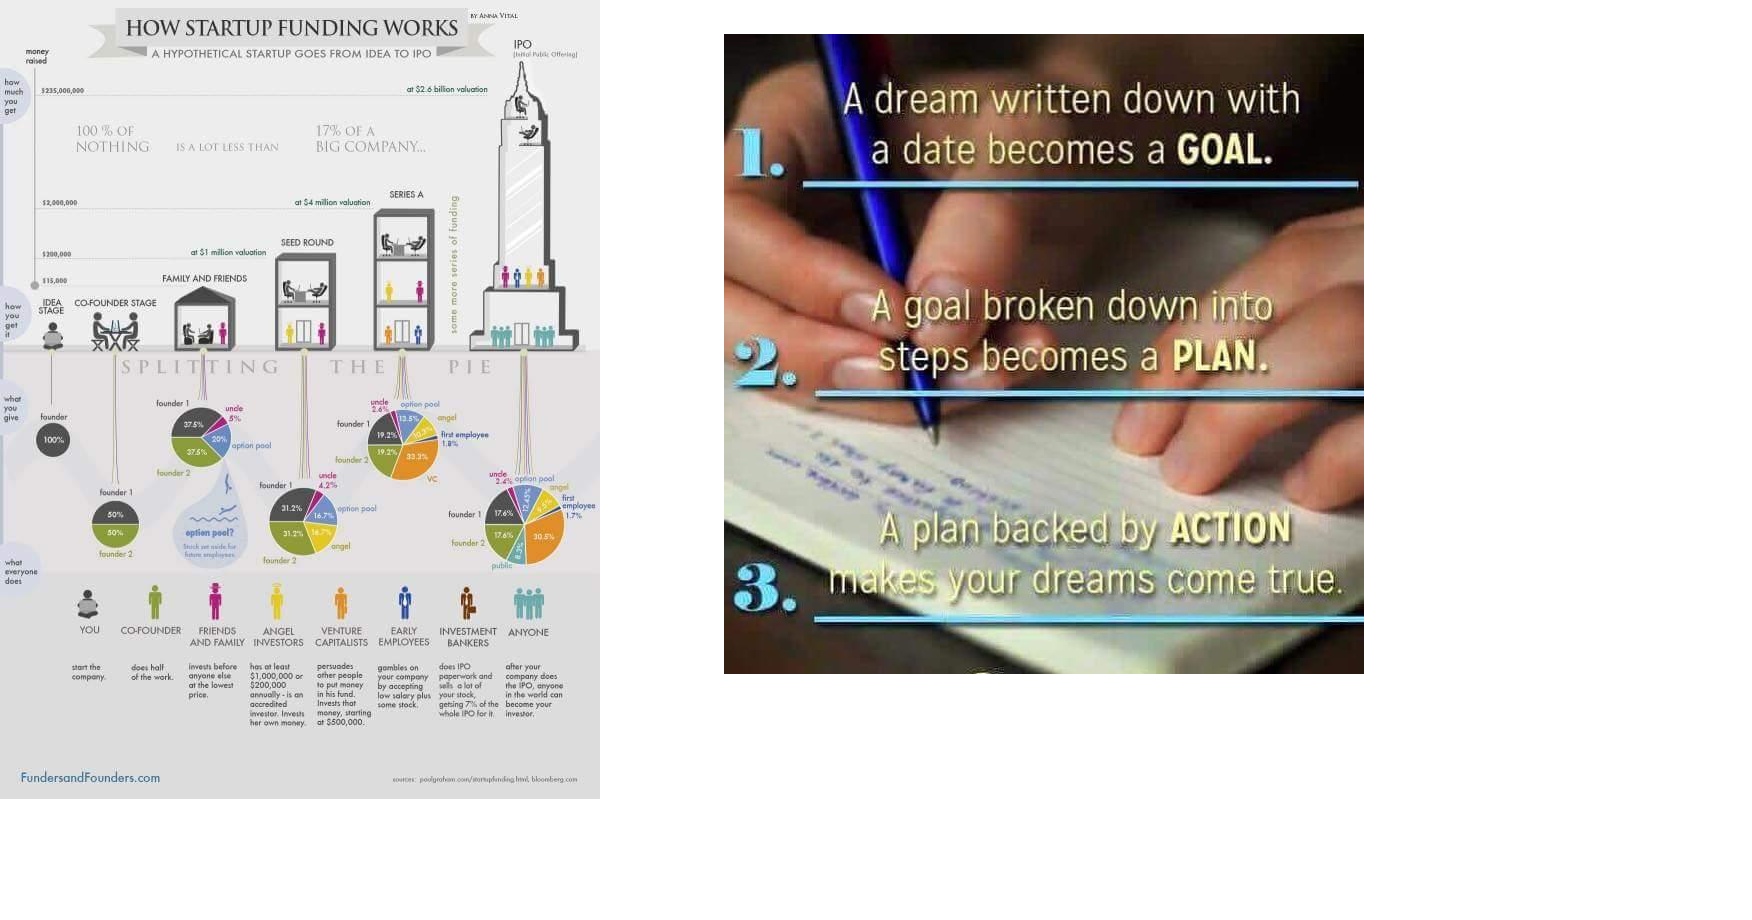 HOW STARTUP FUNDING WORKS
BY ANNA VITAL
A HYPOTHETICAL STARTUP GOES FROM IDEA TO IPO
money
raised
IPO
(Initial Public Offering)
how
much
you
get
$235,000,000
at $2.6 billion valuation
100 % OF
NOTHING
IS A LOT LESS THAN
17% OF A
BIG COMPANY...
SERIES A
$2,000,000
at $4 million valuation
some more series of funding
SEED ROUND
$200,000
at $1 million valuation
FAMILY AND FRIENDS
$15,000
how
you
get
it
IDEA
STAGE
CO-FOUNDER STAGE
SPLITTING THE PIE
what
you
give
founder
100%
founder 1
50%
50%
founder 2
founder 1
uncle
5%
37.5%
20%
option pool
37.5%
founder 2
option pool?
Stock set aside for
future employees.
founder 1
uncle
4.2%
31.2%
16.7%
option pool
31.2%
16.7%
angel
founder 2
uncle
2.6%
option pool
13.5%
angel
founder 1
19.2%
first employee
1.8%
19.2%
33.3%
founder 2
VC
uncle
2.4%
option pool
angel
12.45%
first
employee
1.7%
founder 1
17.6%
17.6%
30.5%
founder 2
public
what
everyone
does
YOU
start the
company.
CO-FOUNDER
does half
of the work.
FRIENDS
AND FAMILY
invests before
anyone else
at the lowest
price.
ANGEL
INVESTORS
has at least
$1,000,000 or
$200,000
annually - is an
accredited
investor. Invests
her own money.
VENTURE
CAPITALISTS
persuades
other people
to put money
in his fund.
Invests that
money, starting
at $500,000.
EARLY
EMPLOYEES
gambles on
your company
by accepting
low salary plus
some stock.
INVESTMENT
BANKERS
does IPO
paperwork and
sells a lot of
your stock,
getsing 7% of the
whole IPO for it.
ANYONE
after your
company does
the IPO, anyone
in the world can
become your
investor.
FundersandFounders.com
sources: paulgraham.com/startupfunding.html, bloomberg.com
1.
A dream written down with
a date becomes a GOAL.
2.
A goal broken down into
steps becomes a PLAN.
3.
A plan backed by ACTION
makes your dreams come true.